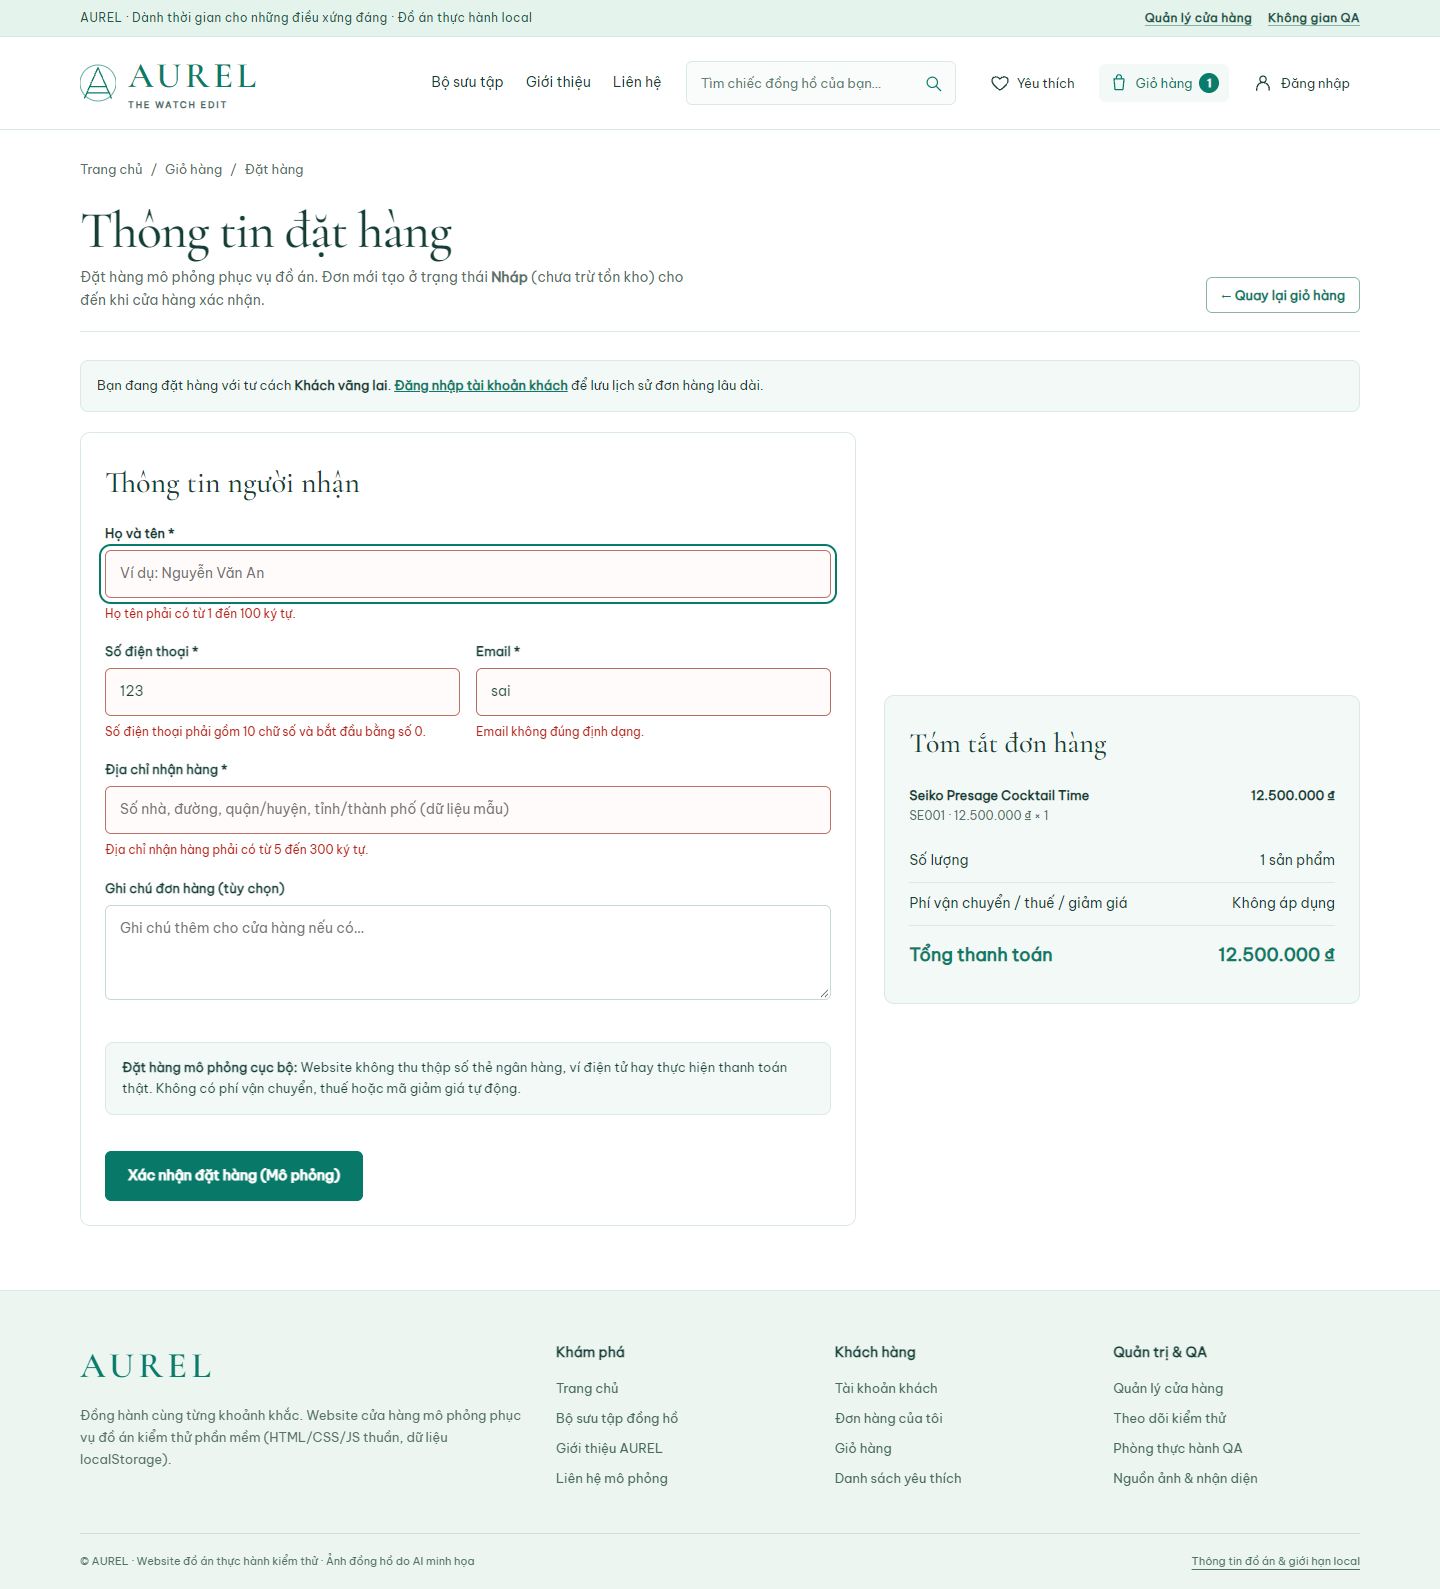 AUREL · Dành thời gian cho những điều xứng đáng · Đồ án thực hành local
Quản lý cửa hàng
Không gian QA
AUREL
THE WATCH EDIT
Bộ sưu tập
Giới thiệu
Liên hệ
Tìm chiếc đồng hồ của bạn...
Yêu thích
Giỏ hàng 1
Đăng nhập
Trang chủ / Giỏ hàng / Đặt hàng
Thông tin đặt hàng
Đặt hàng mô phỏng phục vụ đồ án. Đơn mới tạo ở trạng thái Nháp (chưa trừ tồn kho) cho
đến khi cửa hàng xác nhận.
← Quay lại giỏ hàng
Bạn đang đặt hàng với tư cách Khách vãng lai. Đăng nhập tài khoản khách để lưu lịch sử đơn hàng lâu dài.
Thông tin người nhận
Họ và tên *
Ví dụ: Nguyễn Văn An
Họ tên phải có từ 1 đến 100 ký tự.
Số điện thoại *
Email *
123
sai
Số điện thoại phải gồm 10 chữ số và bắt đầu bằng số 0.
Email không đúng định dạng.
Địa chỉ nhận hàng *
Số nhà, đường, quận/huyện, tỉnh/thành phố (dữ liệu mẫu)
Địa chỉ nhận hàng phải có từ 5 đến 300 ký tự.
Ghi chú đơn hàng (tùy chọn)
Ghi chú thêm cho cửa hàng nếu có...
Đặt hàng mô phỏng cục bộ: Website không thu thập số thẻ ngân hàng, ví điện tử hay thực hiện thanh toán
thật. Không có phí vận chuyển, thuế hoặc mã giảm giá tự động.
Xác nhận đặt hàng (Mô phỏng)
Tóm tắt đơn hàng
Seiko Presage Cocktail Time 12.500.000 ₫
SE001 · 12.500.000 ₫ × 1
Số lượng 1 sản phẩm
Phí vận chuyển / thuế / giảm giá Không áp dụng
Tổng thanh toán 12.500.000 ₫
AUREL
Đồng hành cùng từng khoảnh khắc. Website cửa hàng mô phỏng phục
vụ đồ án kiểm thử phần mềm (HTML/CSS/JS thuần, dữ liệu
localStorage).
Khám phá
Trang chủ
Bộ sưu tập đồng hồ
Giới thiệu AUREL
Liên hệ mô phỏng
Khách hàng
Tài khoản khách
Đơn hàng của tôi
Giỏ hàng
Danh sách yêu thích
Quản trị & QA
Quản lý cửa hàng
Theo dõi kiểm thử
Phòng thực hành QA
Nguồn ảnh & nhận diện
© AUREL · Website đồ án thực hành kiểm thử · Ảnh đồng hồ do AI minh họa
Thông tin đồ án & giới hạn local